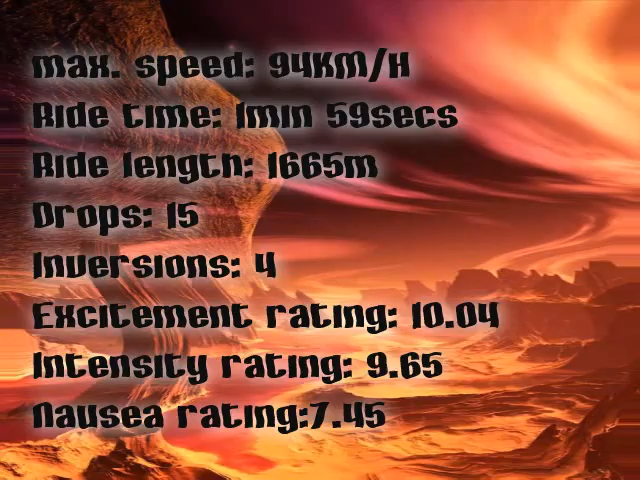 max. speed: 94KM/H
Ride time: 1min 59secs
Ride length: 1665m
Drops: 15
Inversions: 4
Excitement rating: 10.04
Intensity rating: 9.65
Nausea rating:7.45